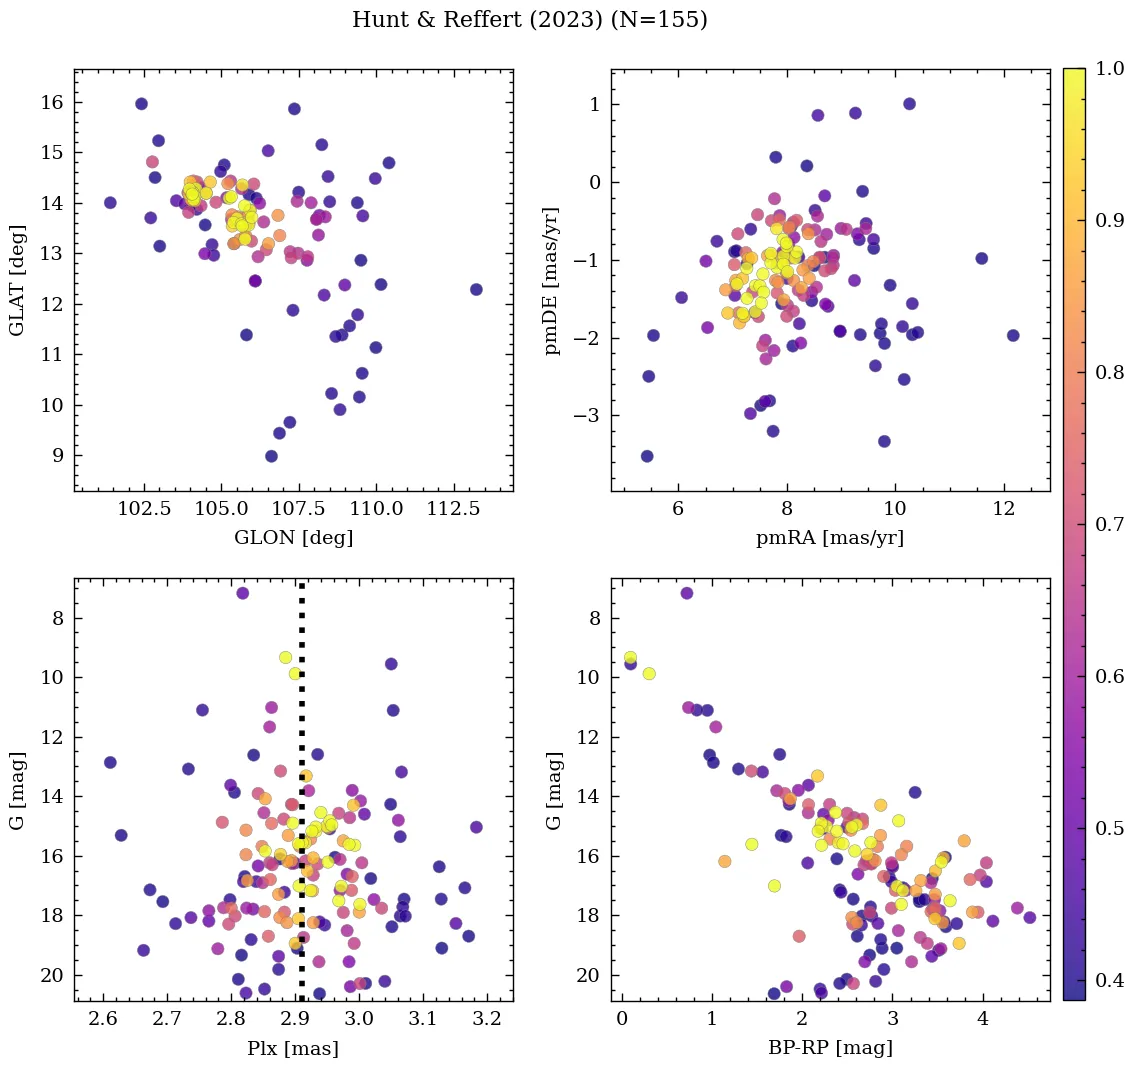 Hunt & Reffert (2023) (N=155)
16
15
14
13
12
11
10
9
GLAT [deg]
102.5 105.0 107.5 110.0 112.5
GLON [deg]
1
0
−1
−2
−3
pmDE [mas/yr]
6 8 10 12
pmRA [mas/yr]
8
10
12
14
16
18
20
G [mag]
2.6 2.7 2.8 2.9 3.0 3.1 3.2
Plx [mas]
8
10
12
14
16
18
20
G [mag]
0 1 2 3 4
BP-RP [mag]
1.0
0.9
0.8
0.7
0.6
0.5
0.4